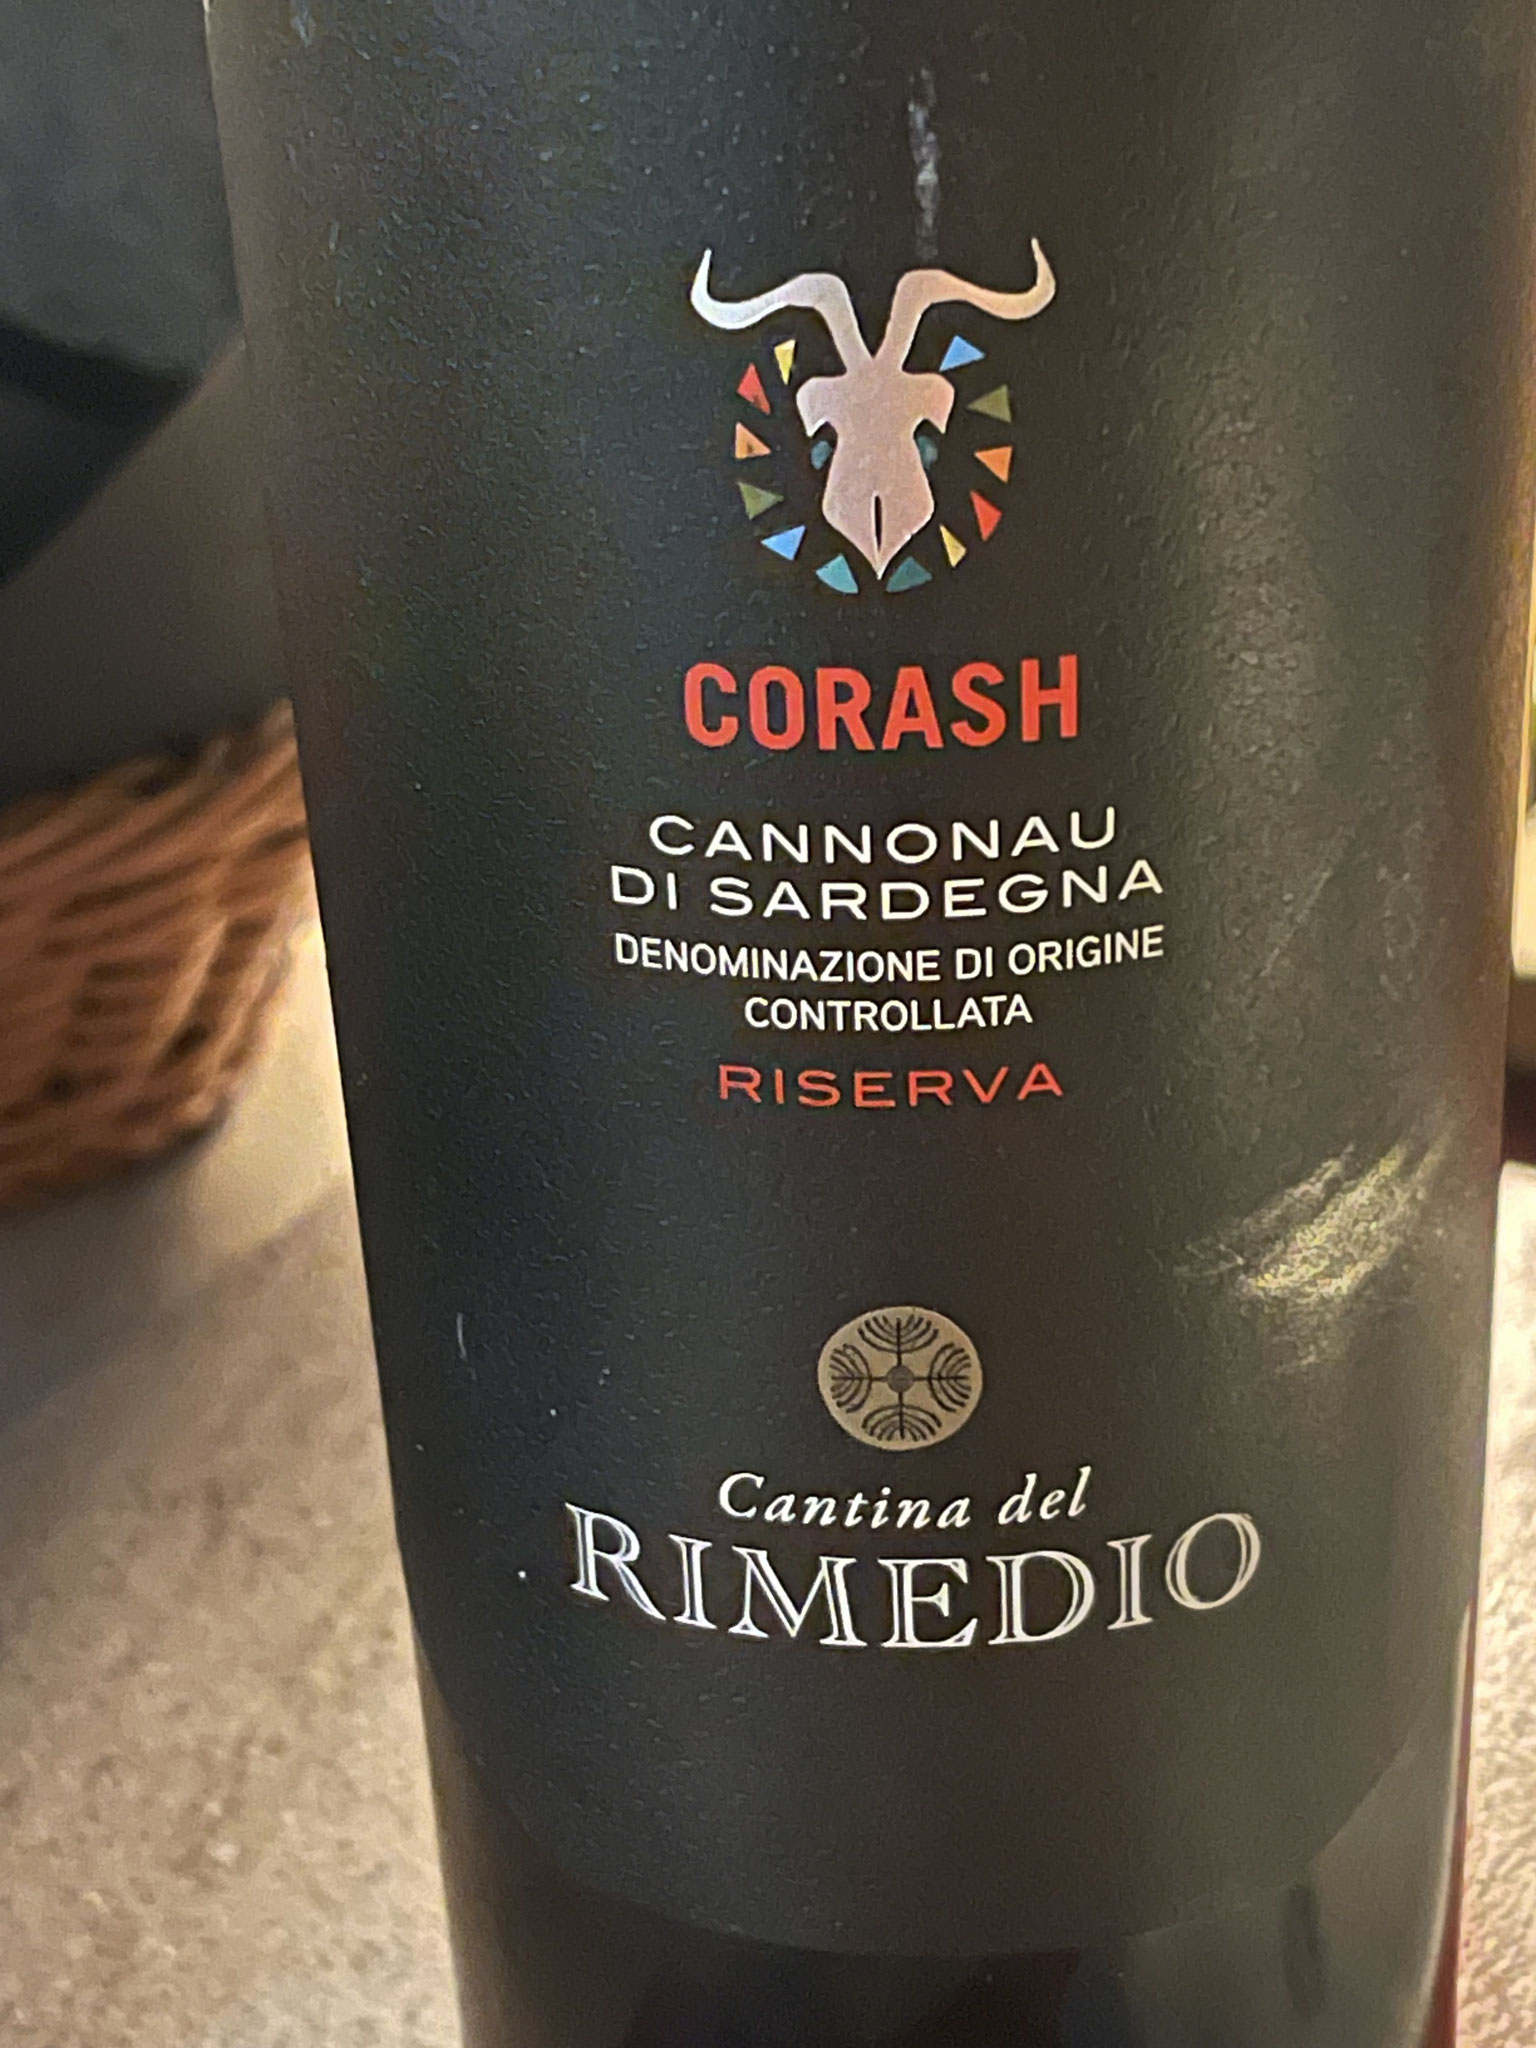 CORASH
CANNONAU
DI SARDEGNA
DENOMINAZIONE DI ORIGINE
CONTROLLATA
RISERVA
Cantina del
RIMEDIO